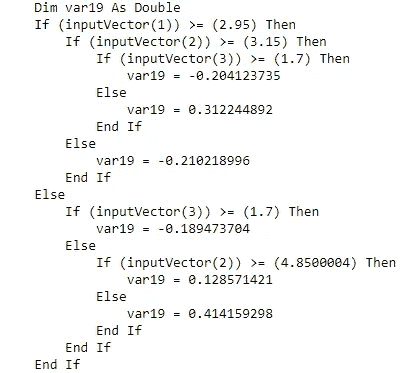 Dim var19 As Double
If (inputVector(1)) >= (2.95) Then
    If (inputVector(2)) >= (3.15) Then
        If (inputVector(3)) >= (1.7) Then
            var19 = -0.204123735
        Else
            var19 = 0.312244892
        End If
    Else
        var19 = -0.210218996
    End If
Else
    If (inputVector(3)) >= (1.7) Then
        var19 = -0.189473704
    Else
        If (inputVector(2)) >= (4.8500004) Then
            var19 = 0.128571421
        Else
            var19 = 0.414159298
        End If
    End If
End If